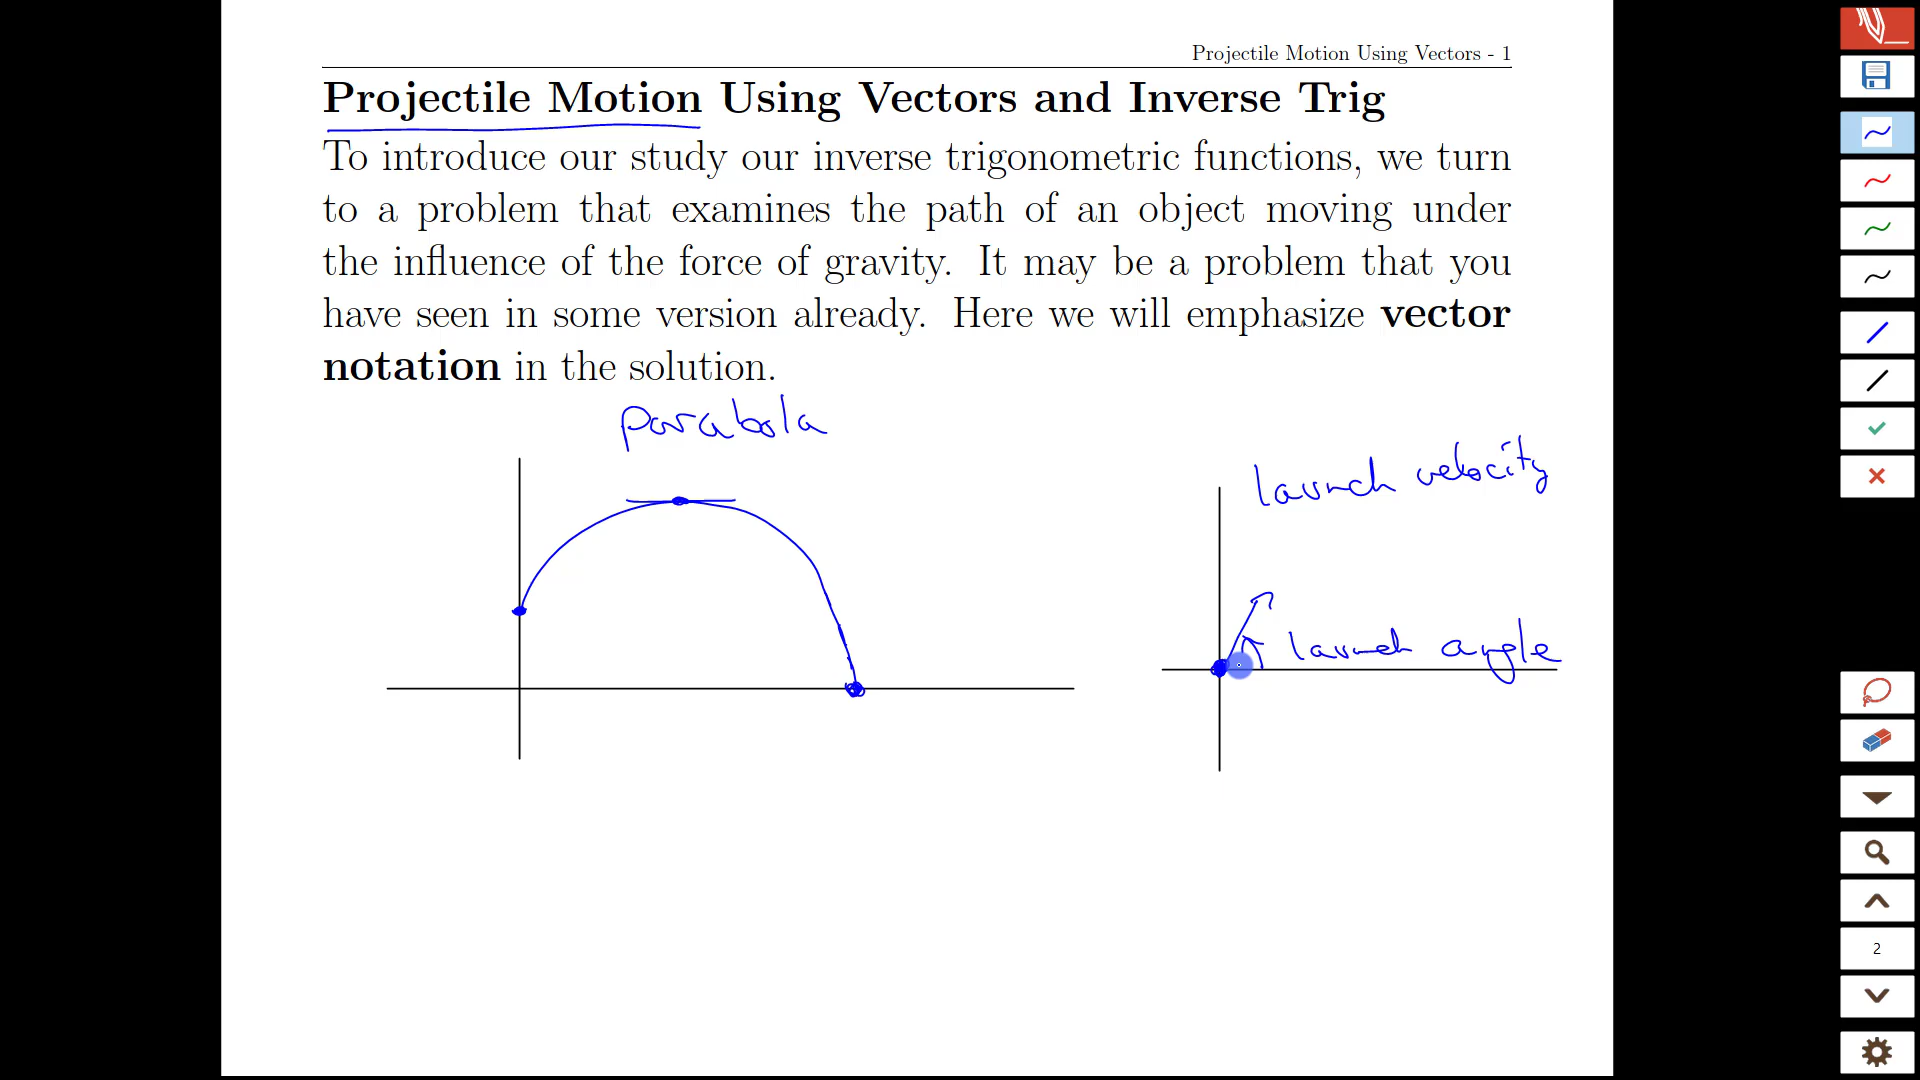 Projectile Motion Using Vectors - 1
Projectile Motion Using Vectors and Inverse Trig
To introduce our study our inverse trigonometric functions, we turn
to a problem that examines the path of an object moving under
the influence of the force of gravity. It may be a problem that you
have seen in some version already. Here we will emphasize vector
notation in the solution.
parabola
launch velocity
launch angle
2